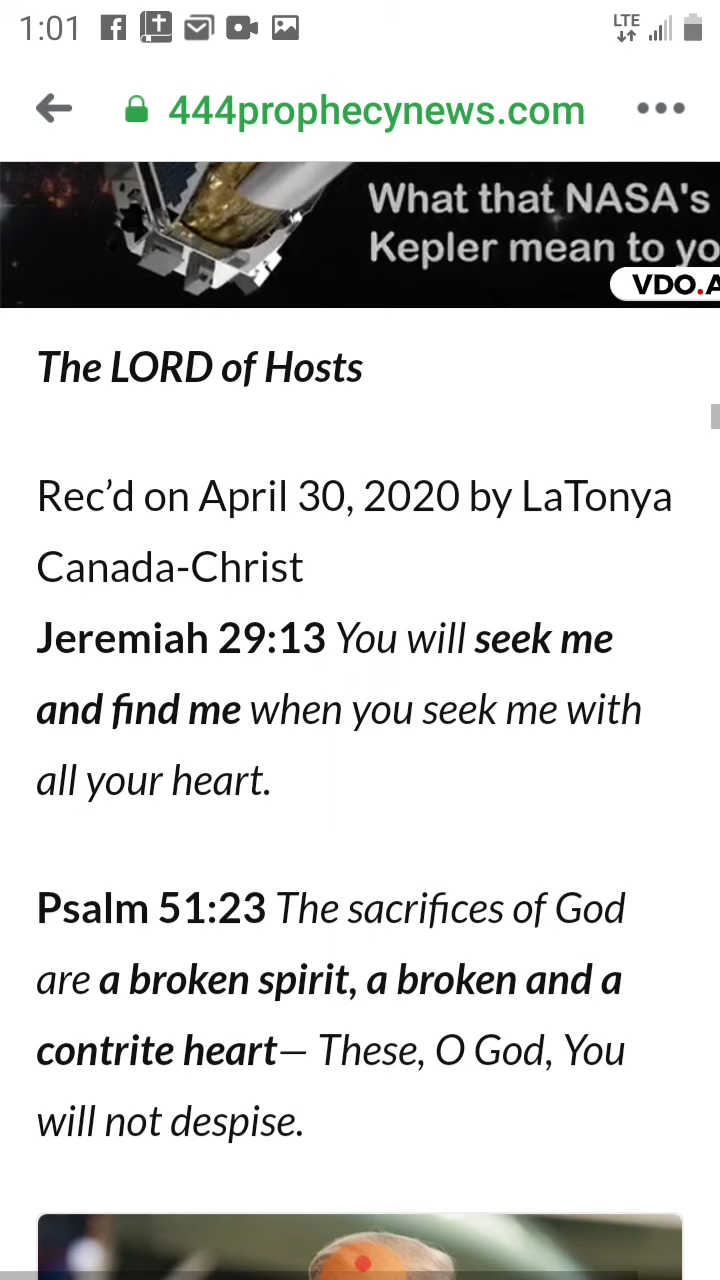 1:01
LTE
444prophecynews.com
What that NASA's
Kepler mean to yo
VDO.A
The LORD of Hosts
Rec’d on April 30, 2020 by LaTonya
Canada-Christ
Jeremiah 29:13 You will seek me
and find me when you seek me with
all your heart.
Psalm 51:23 The sacrifices of God
are a broken spirit, a broken and a
contrite heart— These, O God, You
will not despise.